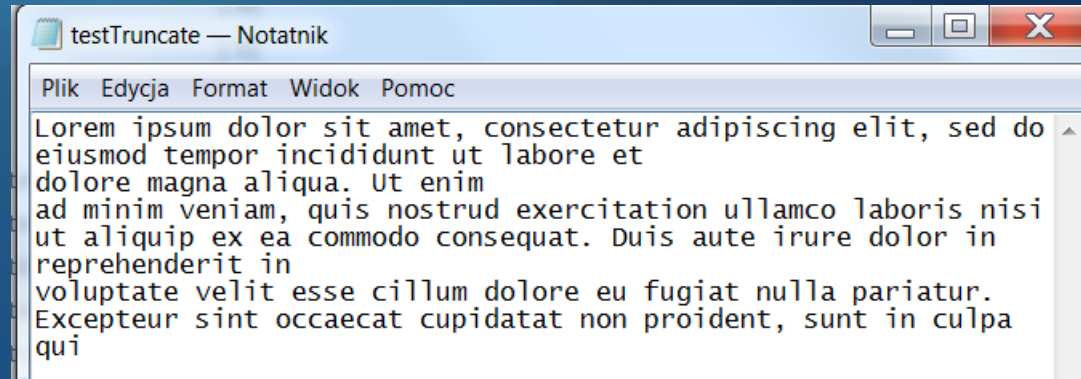 testTruncate — Notatnik
Plik Edycja Format Widok Pomoc
Lorem ipsum dolor sit amet, consectetur adipiscing elit, sed do
eiusmod tempor incididunt ut labore et
dolore magna aliqua. Ut enim
ad minim veniam, quis nostrud exercitation ullamco laboris nisi
ut aliquip ex ea commodo consequat. Duis aute irure dolor in
reprehenderit in
voluptate velit esse cillum dolore eu fugiat nulla pariatur.
Excepteur sint occaecat cupidatat non proident, sunt in culpa
qui